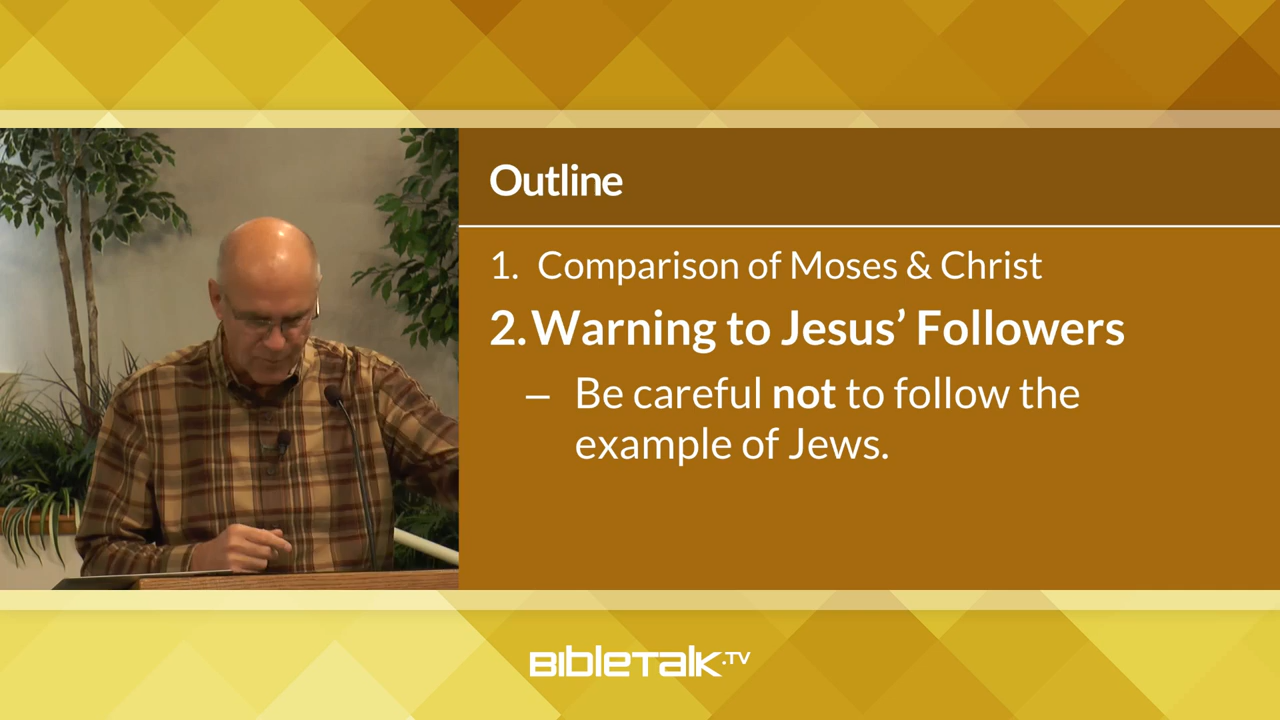 Outline
1. Comparison of Moses & Christ
2. Warning to Jesus’ Followers
– Be careful not to follow the
example of Jews.
BIBLETALK.TV